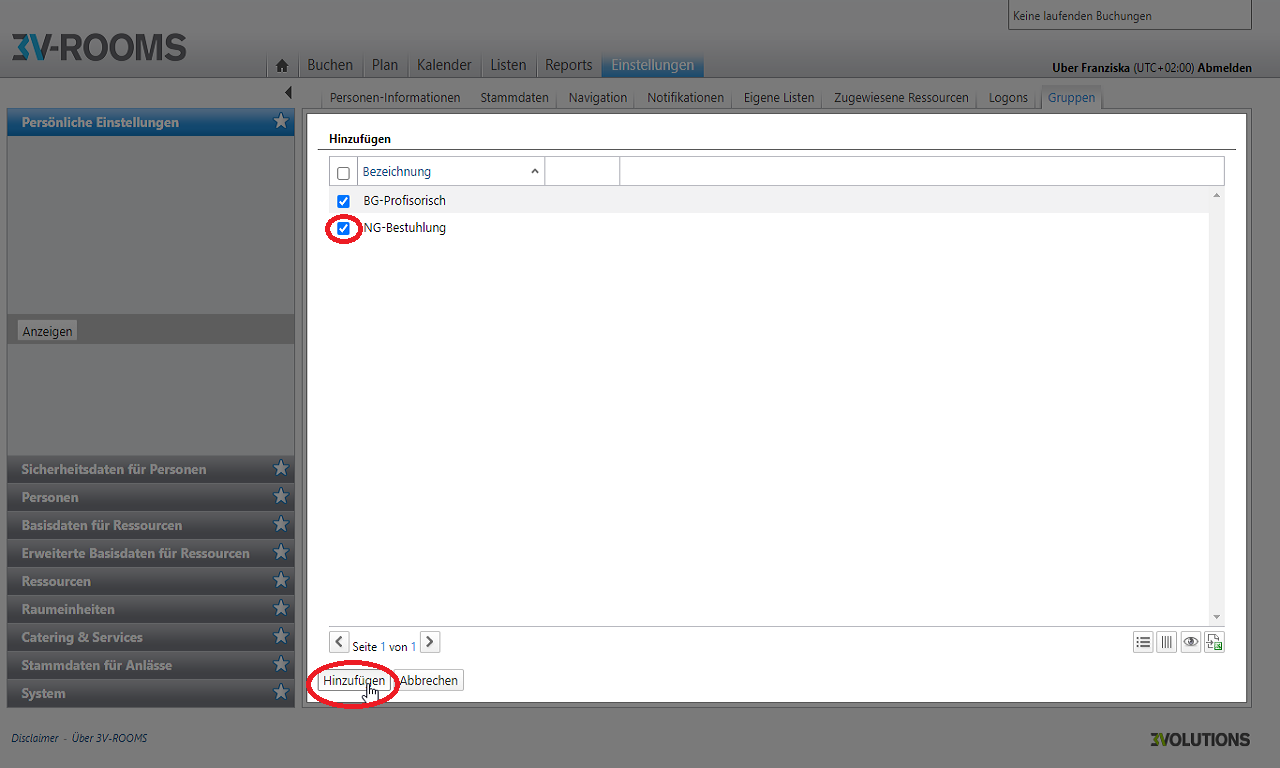 Keine laufenden Buchungen
3V-ROOMS
Buchen Plan Kalender Listen Reports Einstellungen
Uber Franziska (UTC+02:00) Abmelden
Personen-Informationen Stammdaten Navigation Notifikationen Eigene Listen Zugewiesene Ressourcen Logons Gruppen
Persönliche Einstellungen
Anzeigen
Sicherheitsdaten für Personen
Personen
Basisdaten für Ressourcen
Erweiterte Basisdaten für Ressourcen
Ressourcen
Raumeinheiten
Catering & Services
Stammdaten für Anlässe
System
Hinzufügen
Bezeichnung
BG-Profisorisch
NG-Bestuhlung
Seite 1 von 1
Hinzufügen Abbrechen
Disclaimer - Über 3V-ROOMS
3VOLUTIONS